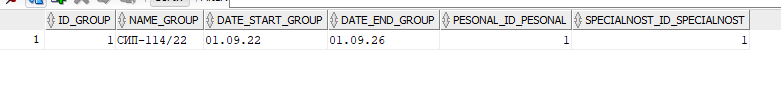 ID_GROUP NAME_GROUP DATE_START_GROUP DATE_END_GROUP PESONAL_ID_PESONAL SPECIALNOST_ID_SPECIALNOST
1 1 СИП-114/22 01.09.22 01.09.26 1 1